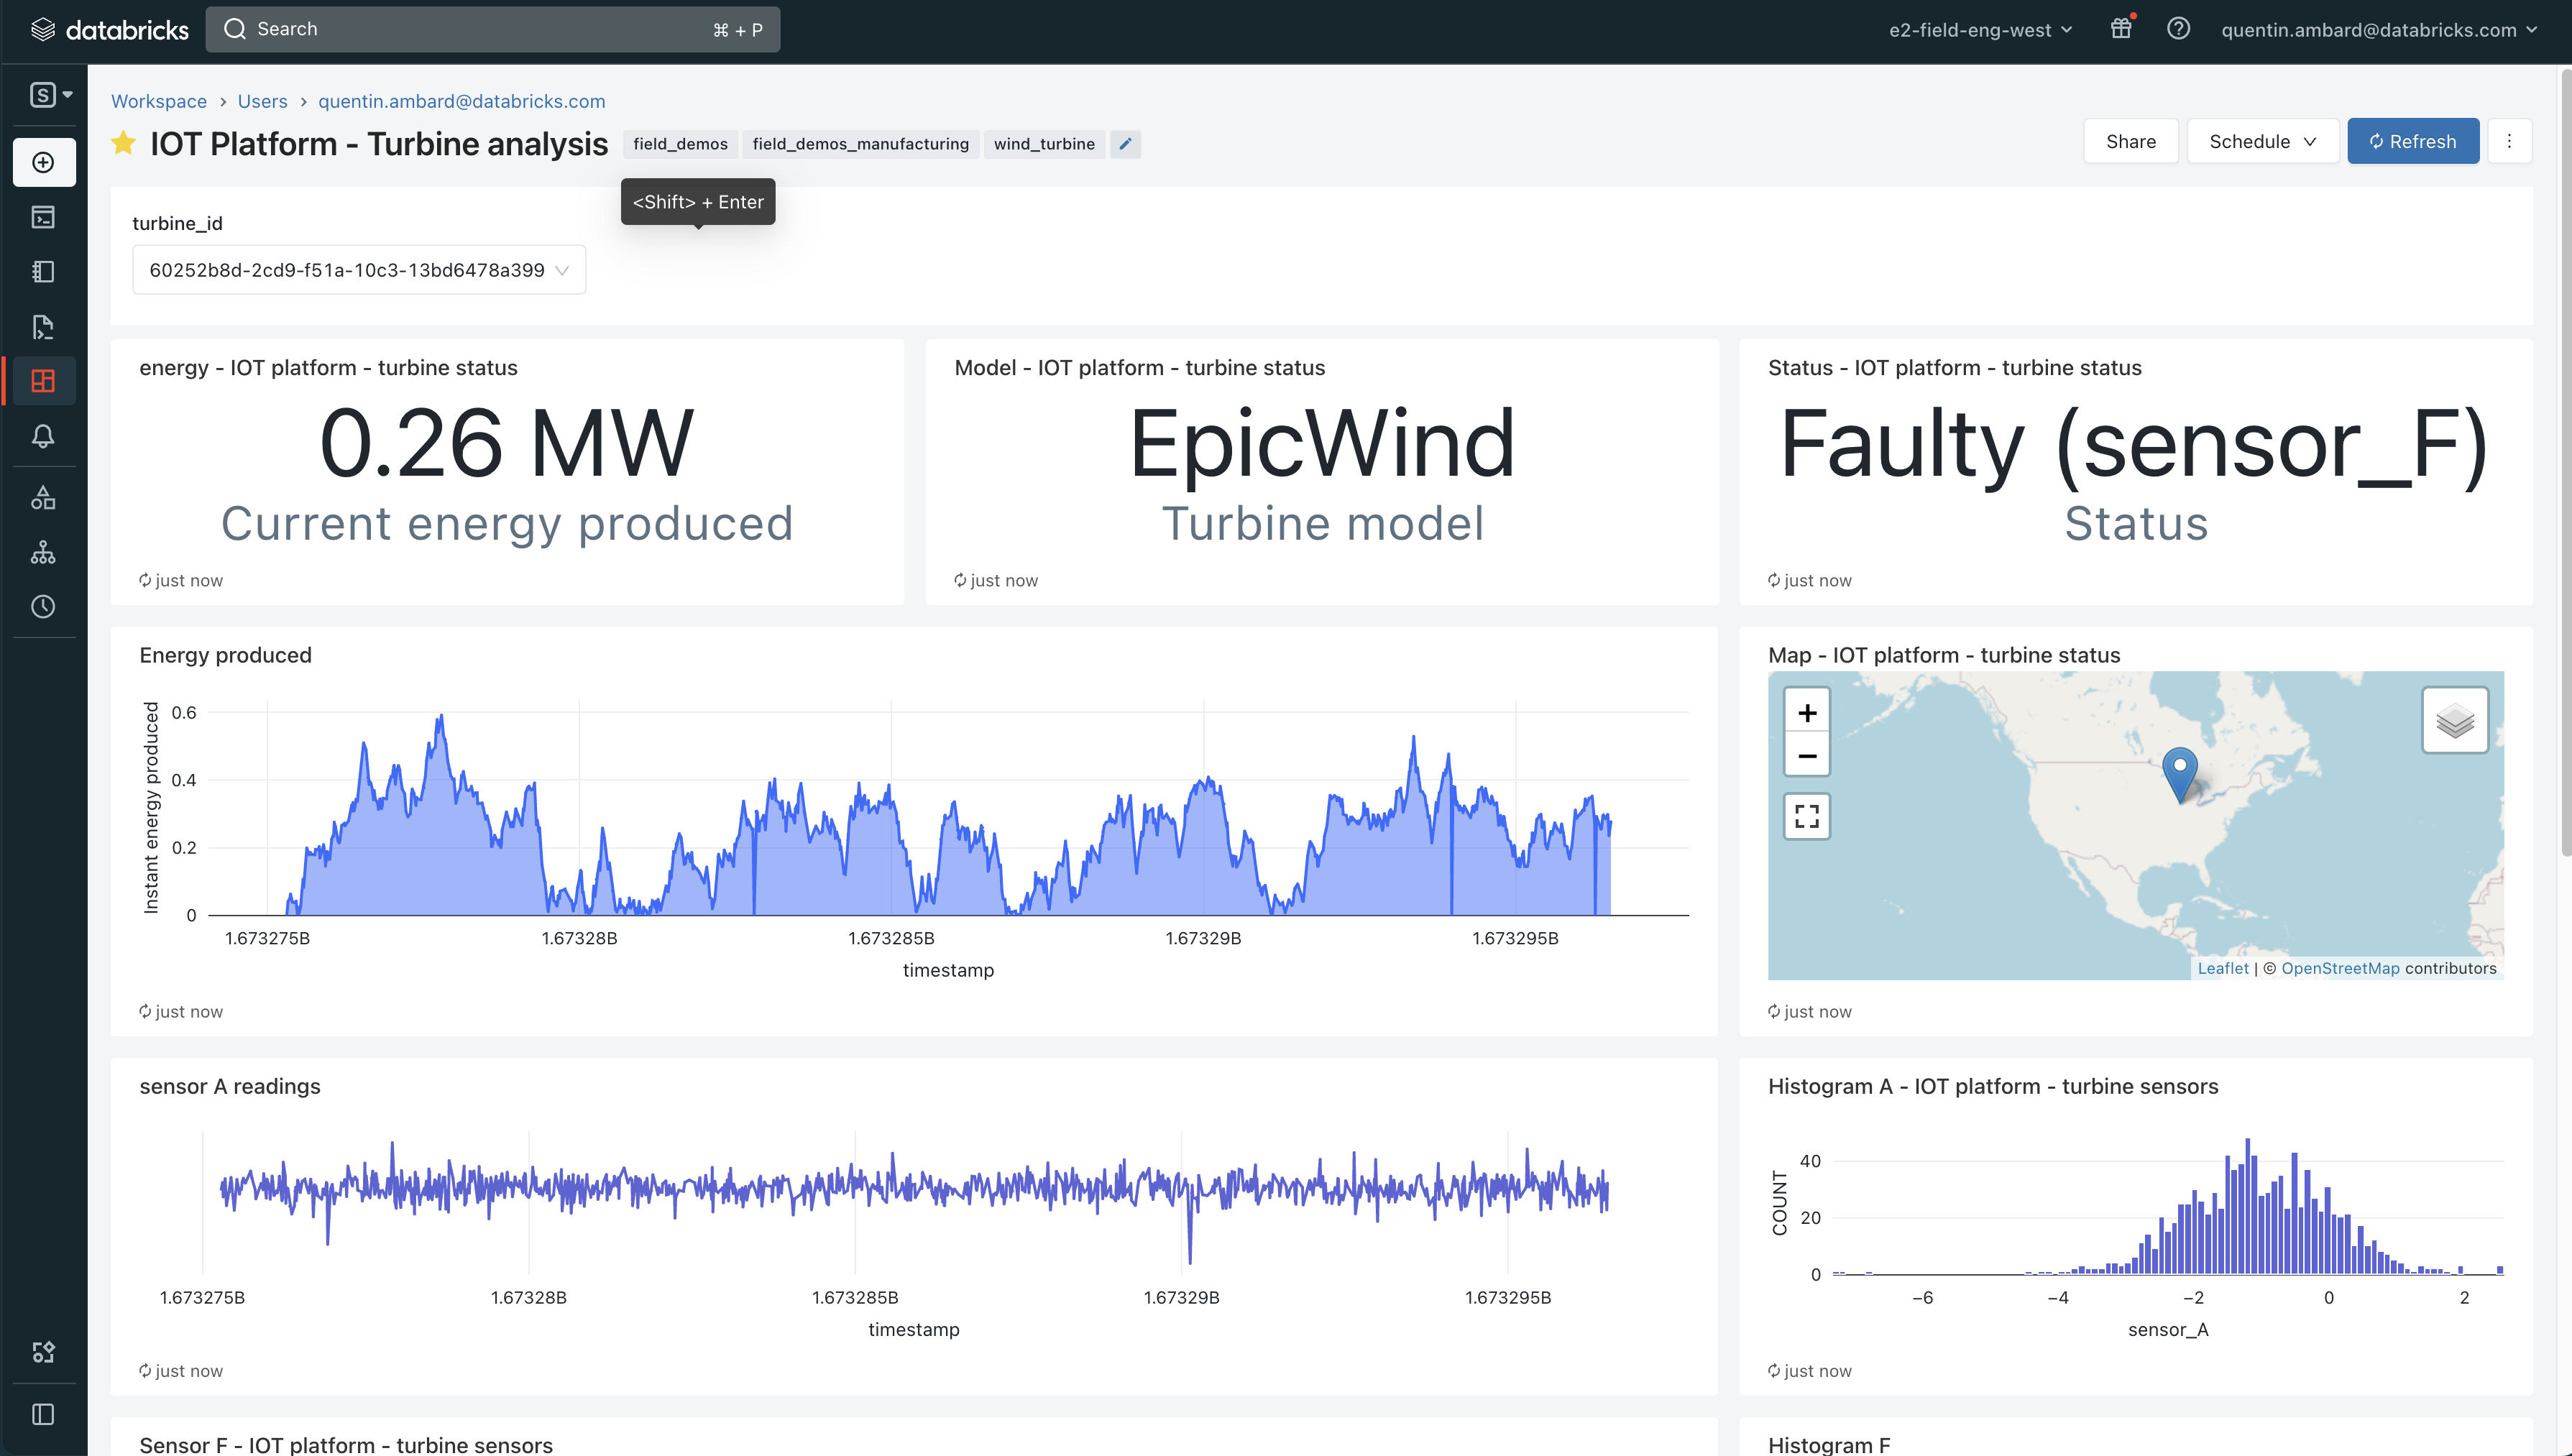 databricks
Search
⌘ + P
e2-field-eng-west
quentin.ambard@databricks.com
S
Workspace › Users › quentin.ambard@databricks.com
IOT Platform - Turbine analysis
field_demos
field_demos_manufacturing
wind_turbine
Share
Schedule
Refresh
<Shift> + Enter
turbine_id
60252b8d-2cd9-f51a-10c3-13bd6478a399
energy - IOT platform - turbine status
0.26 MW
Current energy produced
just now
Model - IOT platform - turbine status
EpicWind
Turbine model
just now
Status - IOT platform - turbine status
Faulty (sensor_F)
Status
just now
Energy produced
Instant energy produced
0.6
0.4
0.2
0
1.673275B 1.67328B 1.673285B 1.67329B 1.673295B
timestamp
just now
Map - IOT platform - turbine status
+
−
Leaflet | © OpenStreetMap contributors
just now
sensor A readings
1.673275B 1.67328B 1.673285B 1.67329B 1.673295B
timestamp
just now
Histogram A - IOT platform - turbine sensors
COUNT
40
20
0
−6 −4 −2 0 2
sensor_A
just now
Sensor F - IOT platform - turbine sensors
Histogram F